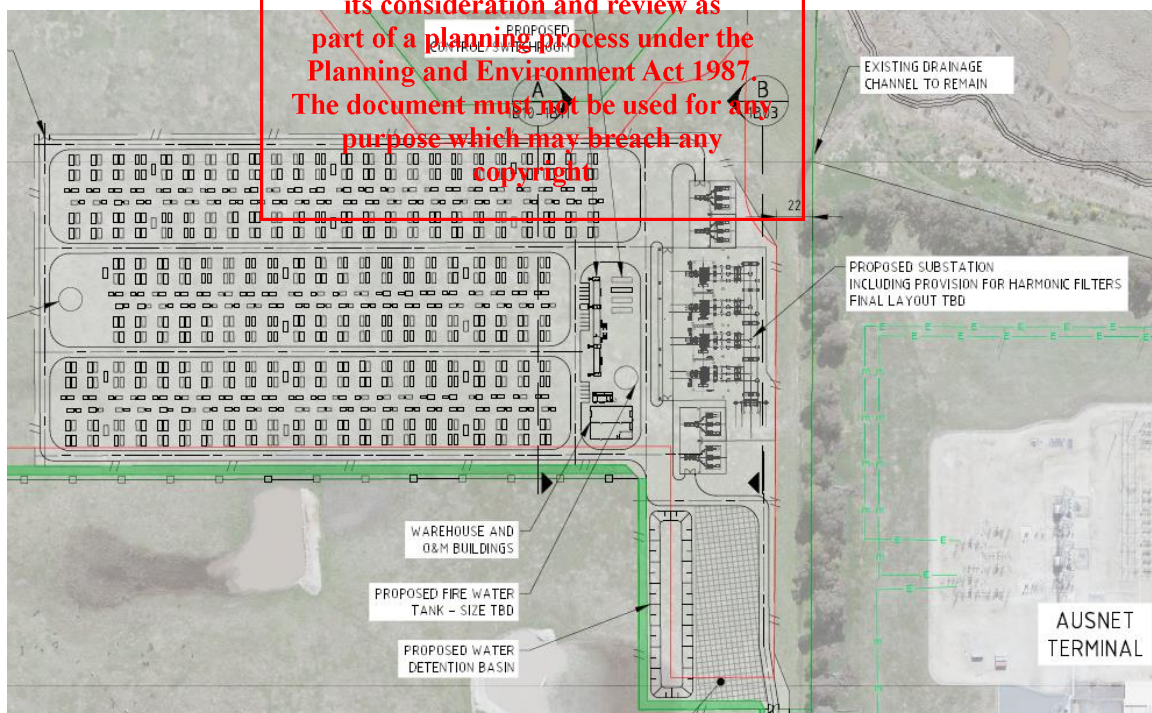 its consideration and review as
part of a planning process under the
Planning and Environment Act 1987.
The document must not be used for any
purpose which may breach any
copyright
PROPOSED
CONTROL/SWITCHROOM
A
1B10-1B11
B
1B03
EXISTING DRAINAGE
CHANNEL TO REMAIN
22
PROPOSED SUBSTATION
INCLUDING PROVISION FOR HARMONIC FILTERS
FINAL LAYOUT TBD
E E E E E
E E E E
E
E
E
E
E
E
E E
E E
WAREHOUSE AND
O&M BUILDINGS
PROPOSED FIRE WATER
TANK - SIZE TBD
PROPOSED WATER
DETENTION BASIN
AUSNET
TERMINAL